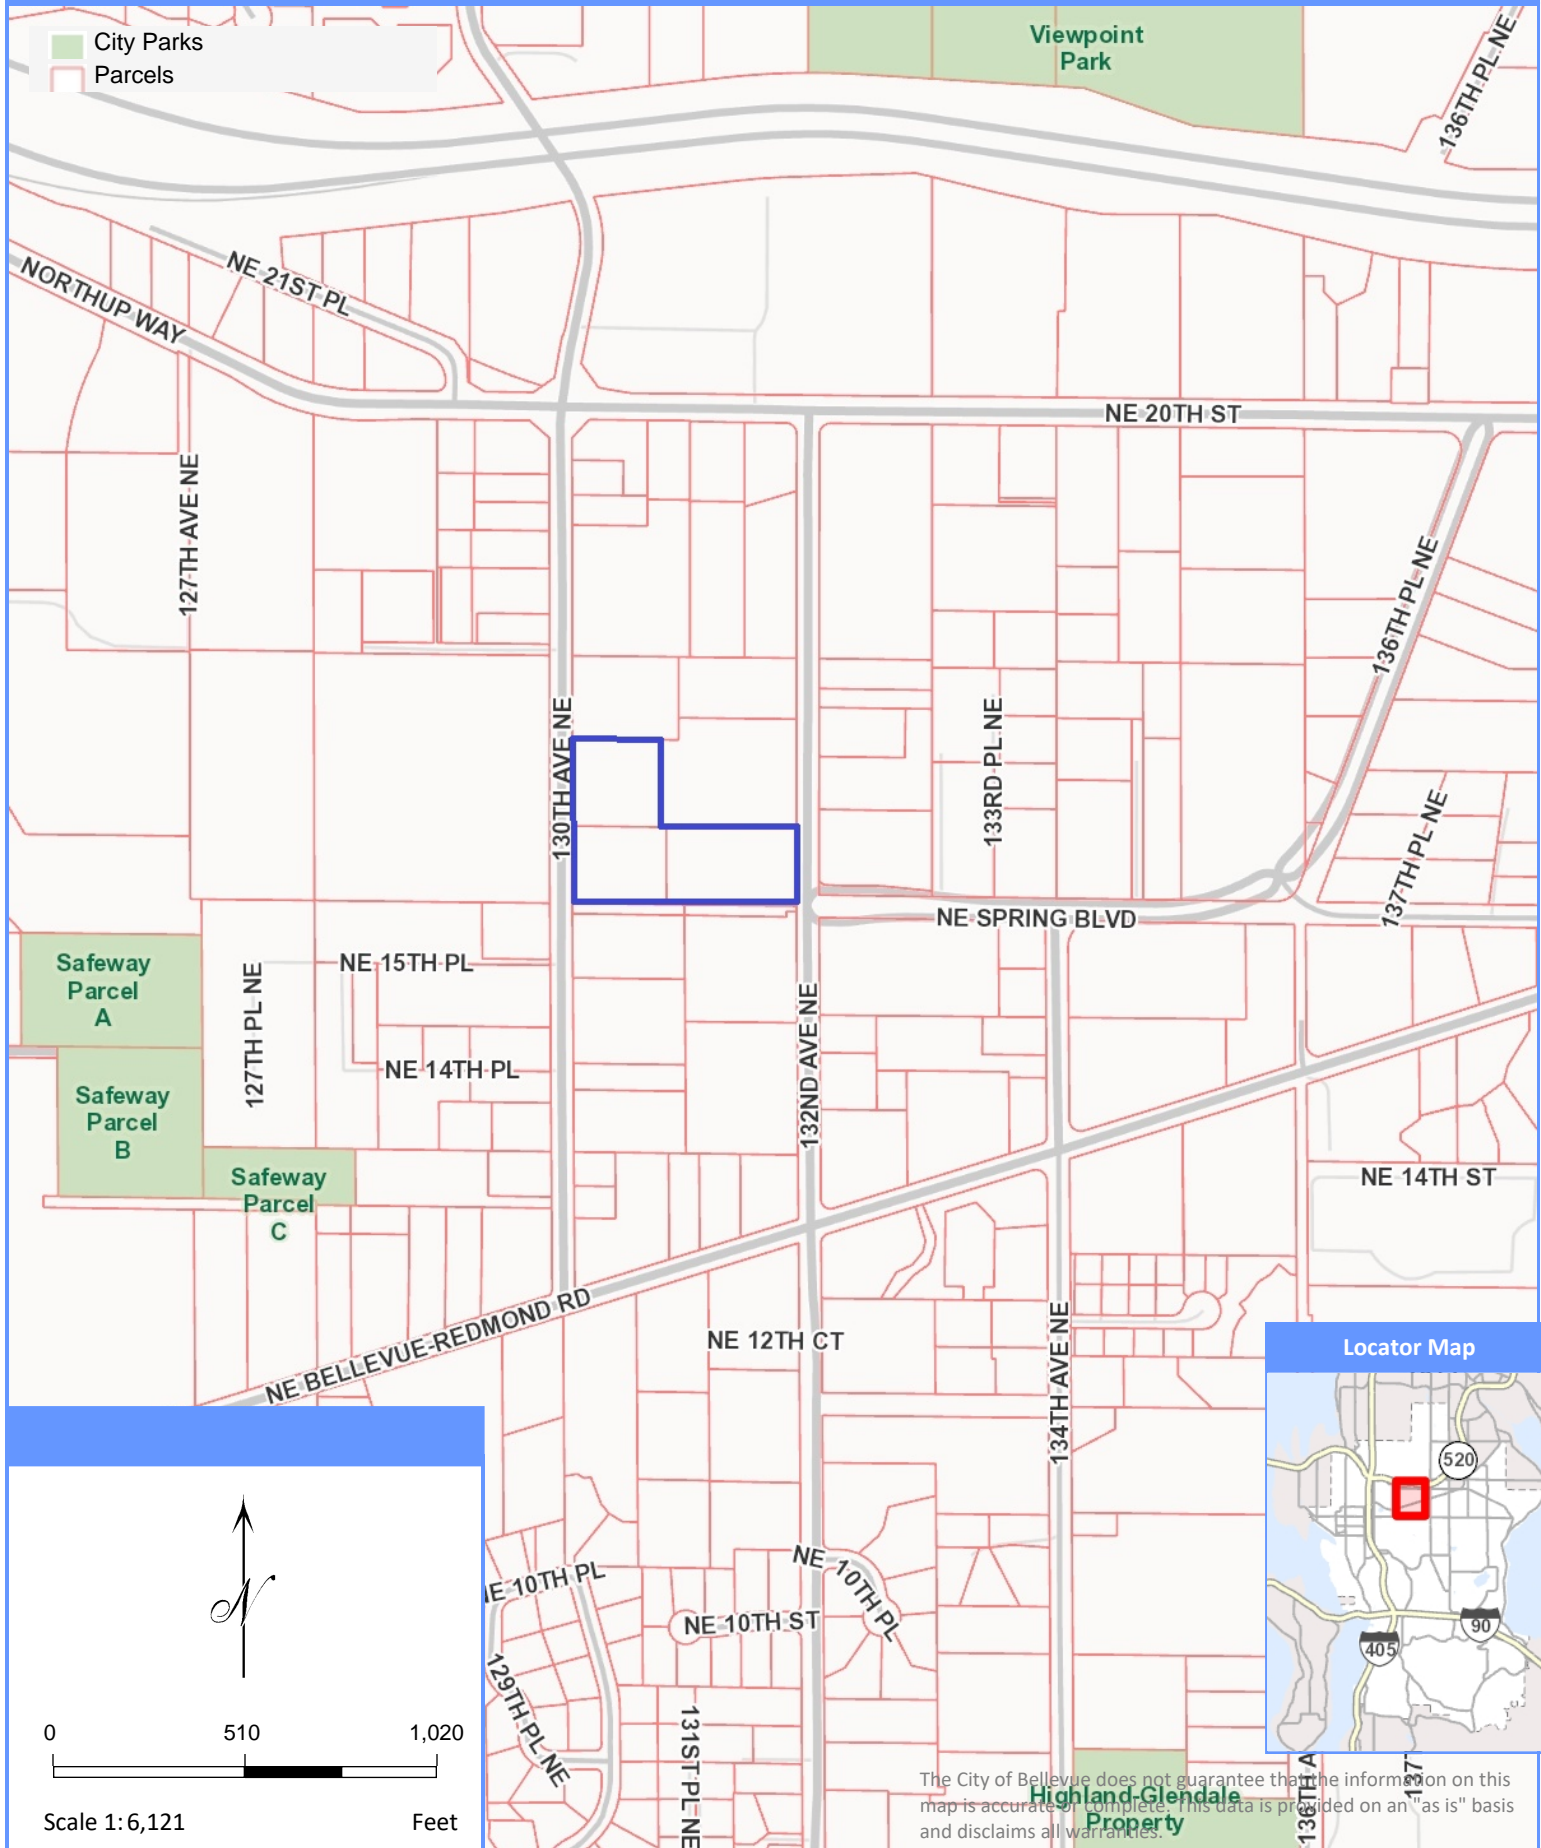 City Parks
Parcels
Viewpoint
Park
136TH PL NE
NE 21ST PL
NORTHUP WAY
NE 20TH ST
127TH AVE NE
136TH PL NE
130TH AVE NE
133RD PL NE
137TH PL NE
NE SPRING BLVD
Safeway
Parcel
A
NE 15TH PL
127TH PL NE
132ND AVE NE
NE 14TH PL
Safeway
Parcel
B
Safeway
Parcel
C
NE 14TH ST
NE BELLEVUE-REDMOND RD
NE 12TH CT
134TH AVE NE
Locator Map
520
90
405
NE 10TH PL
NE 10TH PL
NE 10TH ST
129TH PL NE
131ST PL NE
136TH A
137
N
0 510 1,020
Scale 1: 6,121 Feet
Highland-Glendale
Property
The City of Bellevue does not guarantee that the information on this
map is accurate or complete. This data is provided on an "as is" basis
and disclaims all warranties.